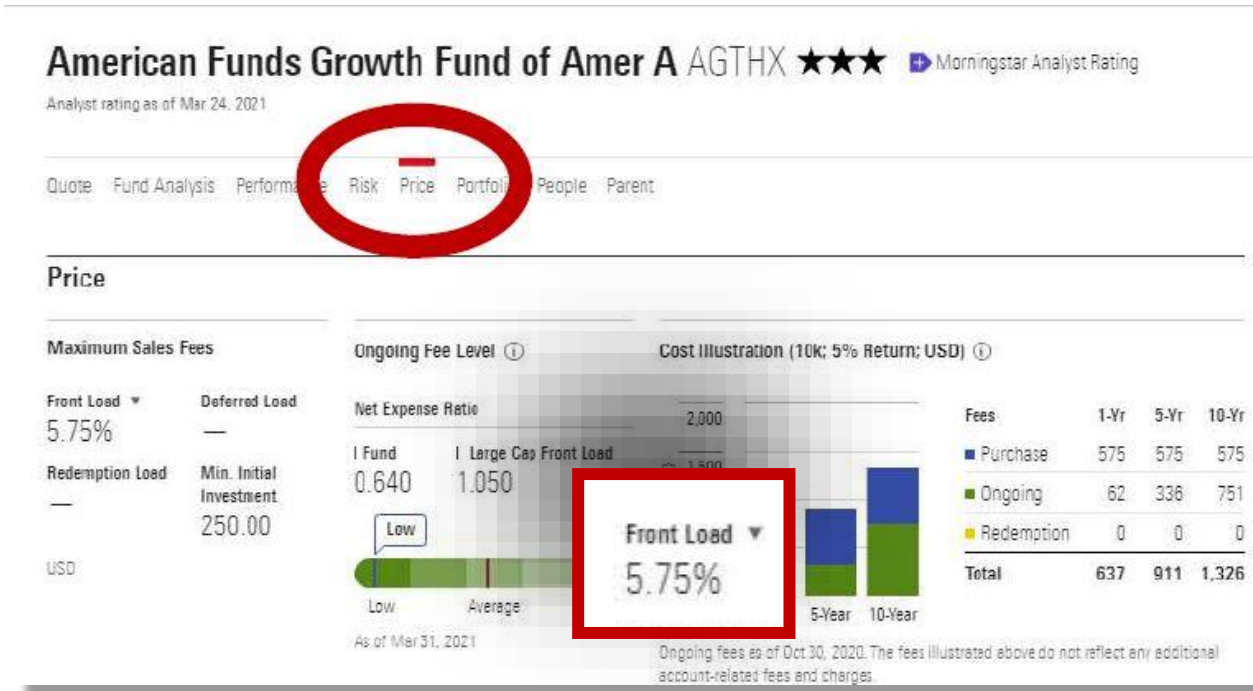 American Funds Growth Fund of Amer A AGTHX ★★★ Morningstar Analyst Rating
Analyst rating as of Mar 24, 2021
Quote Fund Analysis Performance Risk Price Portfolio People Parent
Price
Maximum Sales Fees
Front Load ▼ Deferred Load
5.75% —
Redemption Load Min. Initial
Investment
— 250.00
USD
Ongoing Fee Level
Net Expense Ratio
Fund Large Cap Front Load
0.640 1.050
Low
Low Average
As of Mar 31, 2021
Cost Illustration (10k; 5% Return; USD)
2,000
1,500
Front Load ▼
5.75%
5-Year 10-Year
Fees 1-Yr 5-Yr 10-Yr
Purchase 575 575 575
Ongoing 62 336 751
Redemption 0 0 0
Total 637 911 1,326
Ongoing fees as of Oct 30, 2020. The fees illustrated above do not reflect any additional
account-related fees and charges.